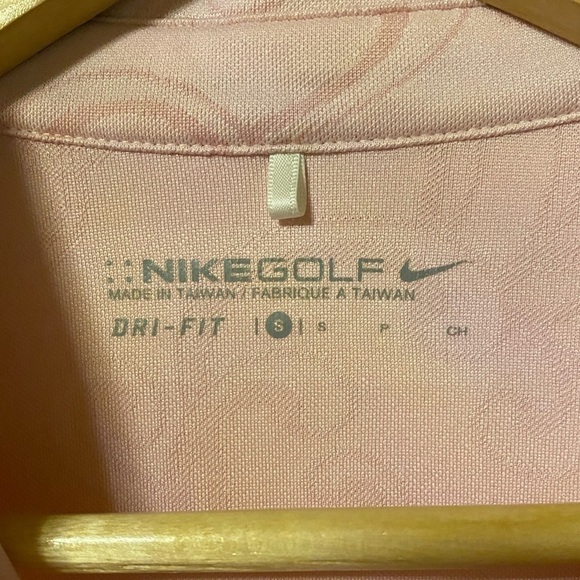 NIKEGOLF
MADE IN TAIWAN / FABRIQUE A TAIWAN
DRI-FIT | S | S P CH